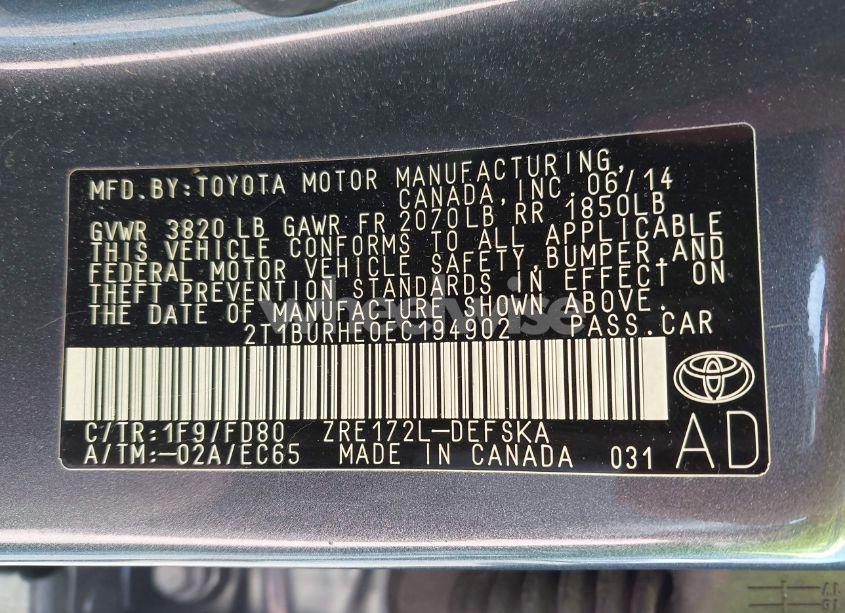 MFD.BY:TOYOTA MOTOR MANUFACTURING,
CANADA, INC. 06/14
GVWR 3820 LB GAWR FR 2070LB RR 1850LB
THIS VEHICLE CONFORMS TO ALL APPLICABLE
FEDERAL MOTOR VEHICLE SAFETY, BUMPER, AND
THEFT PREVENTION STANDARDS IN EFFECT ON
THE DATE OF MANUFACTURE SHOWN ABOVE.
wheelwise
2T1BURHE0EC194902 PASS.CAR
C/TR:1F9/FD80 ZRE172L-DEFSKA
A/TM:-02A/EC65 MADE IN CANADA 031
AD